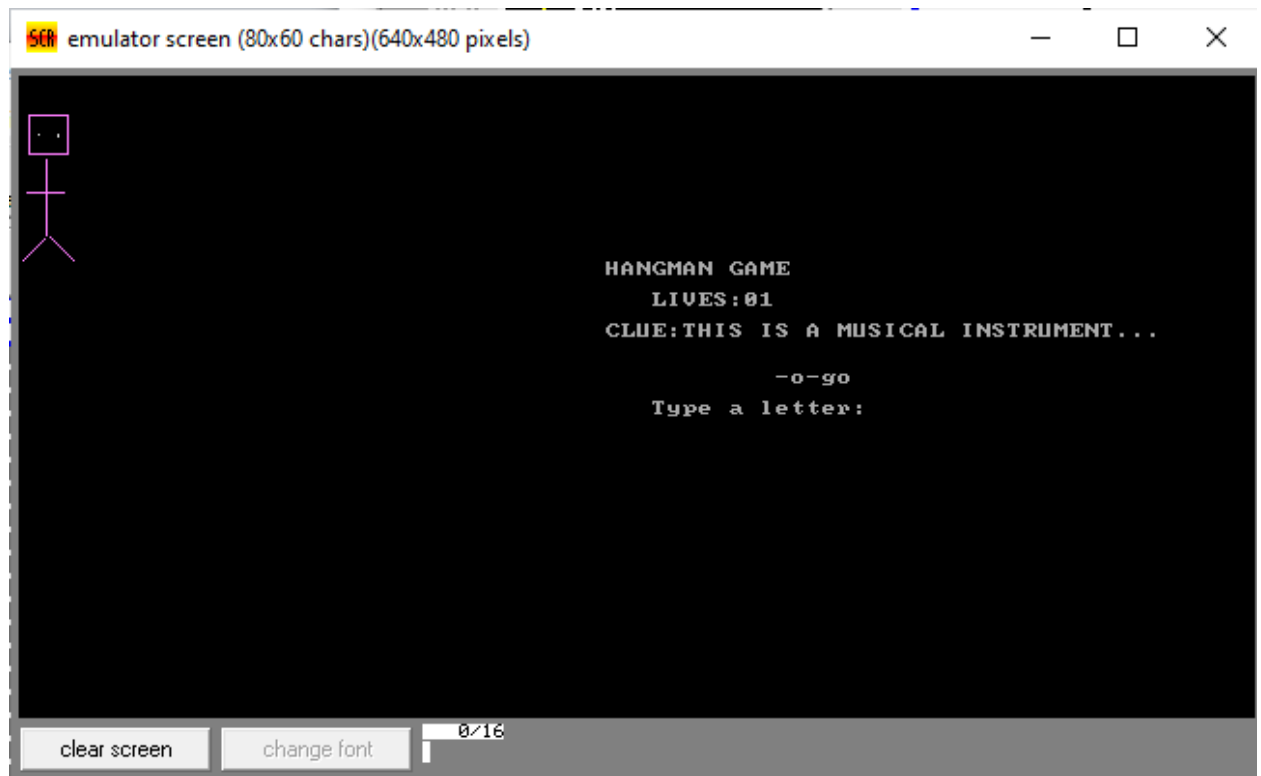 SCR emulator screen (80x60 chars)(640x480 pixels)
HANGMAN GAME
LIVES:01
CLUE:THIS IS A MUSICAL INSTRUMENT...
-o-go
Type a letter:
clear screen change font 0/16